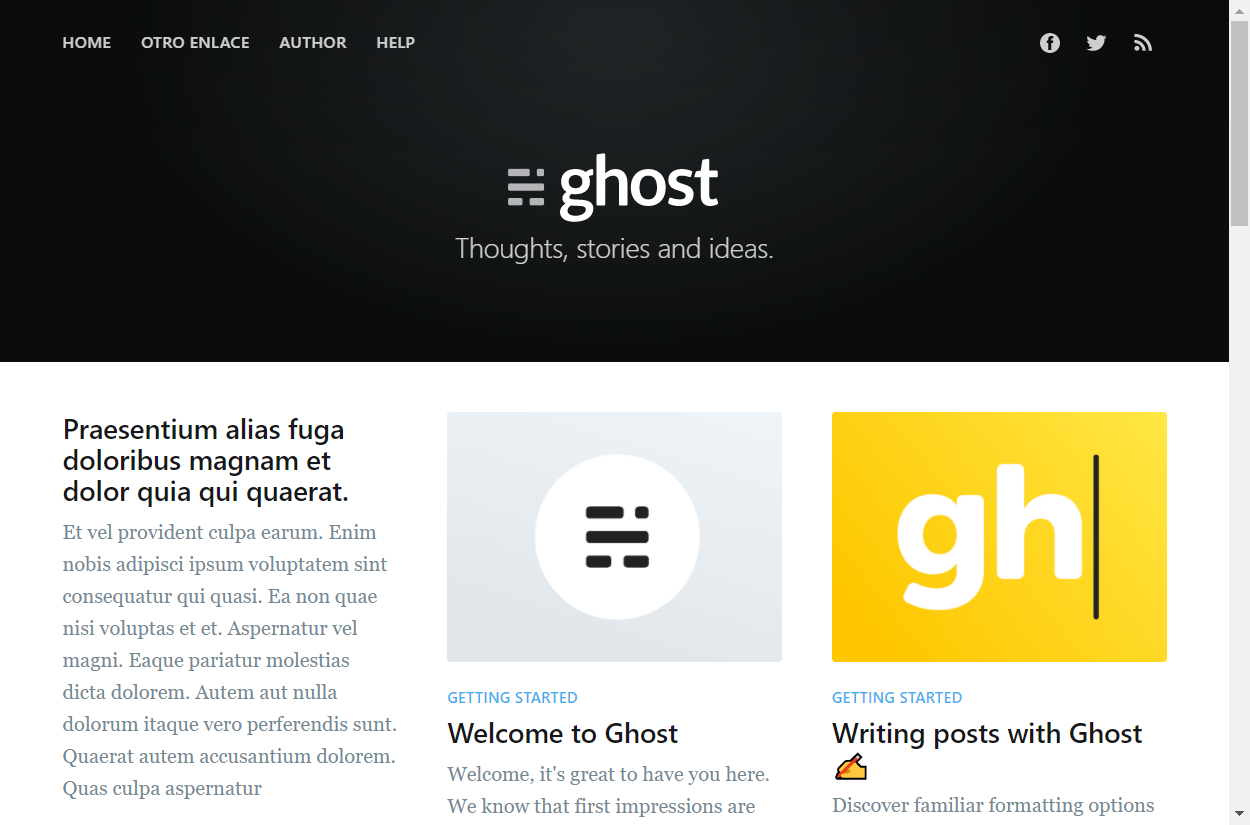 HOME OTRO ENLACE AUTHOR HELP
ghost
Thoughts, stories and ideas.
Praesentium alias fuga
doloribus magnam et
dolor quia qui quaerat.
Et vel provident culpa earum. Enim
nobis adipisci ipsum voluptatem sint
consequatur qui quasi. Ea non quae
nisi voluptas et et. Aspernatur vel
magni. Eaque pariatur molestias
dicta dolorem. Autem aut nulla
dolorum itaque vero perferendis sunt.
Quaerat autem accusantium dolorem.
Quas culpa aspernatur
GETTING STARTED
Welcome to Ghost
Welcome, it's great to have you here.
We know that first impressions are
gh
GETTING STARTED
Writing posts with Ghost
✍
Discover familiar formatting options